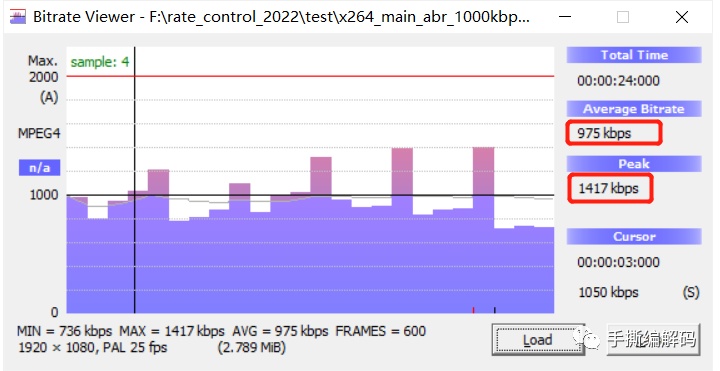 Bitrate Viewer - F:\rate_control_2022\test\x264_main_abr_1000kbp...
Max.
2000
(A)
MPEG4
n/a
1000
0
sample: 4
Total Time
00:00:24:000
Average Bitrate
975 kbps
Peak
1417 kbps
Cursor
00:00:03:000
1050 kbps (S)
MIN = 736 kbps MAX = 1417 kbps AVG = 975 kbps FRAMES = 600
1920 × 1080, PAL 25 fps (2.789 MiB)
Load
手撕编解码